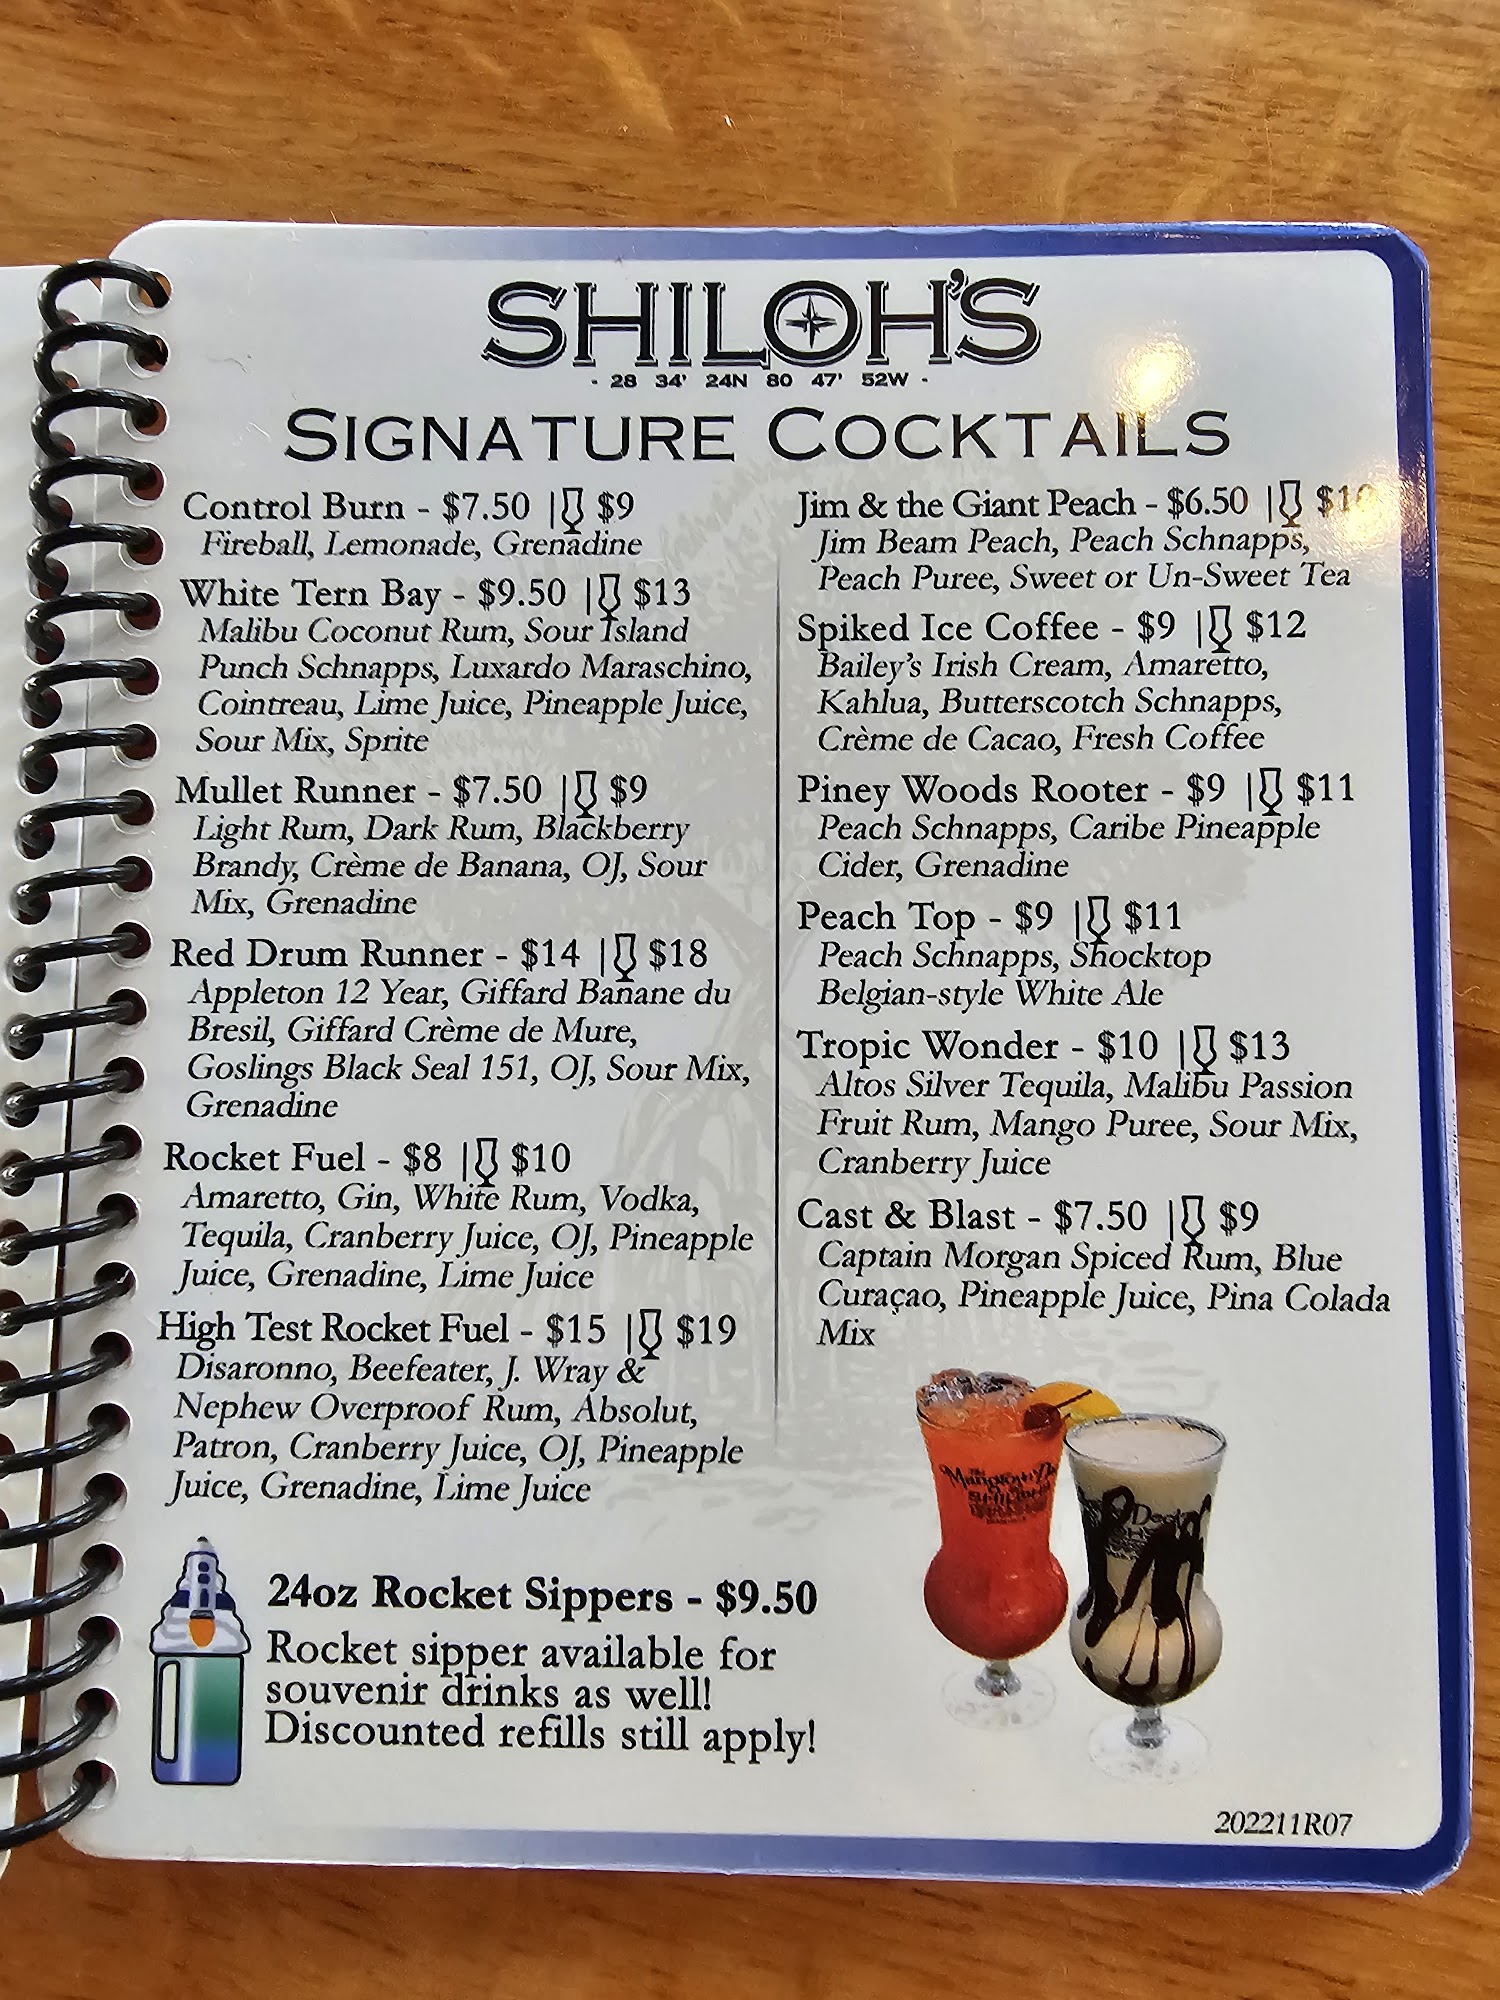 SHILOH'S
· 28 34' 24N 80 47' 52W ·
SIGNATURE COCKTAILS
Control Burn - $7.50 | $9
Fireball, Lemonade, Grenadine
White Tern Bay - $9.50 | $13
Malibu Coconut Rum, Sour Island
Punch Schnapps, Luxardo Maraschino,
Cointreau, Lime Juice, Pineapple Juice,
Sour Mix, Sprite
Mullet Runner - $7.50 | $9
Light Rum, Dark Rum, Blackberry
Brandy, Crème de Banana, OJ, Sour
Mix, Grenadine
Red Drum Runner - $14 | $18
Appleton 12 Year, Giffard Banane du
Bresil, Giffard Crème de Mure,
Goslings Black Seal 151, OJ, Sour Mix,
Grenadine
Rocket Fuel - $8 | $10
Amaretto, Gin, White Rum, Vodka,
Tequila, Cranberry Juice, OJ, Pineapple
Juice, Grenadine, Lime Juice
High Test Rocket Fuel - $15 | $19
Disaronno, Beefeater, J. Wray &
Nephew Overproof Rum, Absolut,
Patron, Cranberry Juice, OJ, Pineapple
Juice, Grenadine, Lime Juice
Jim & the Giant Peach - $6.50 |
Jim Beam Peach, Peach Schnapps,
Peach Puree, Sweet or Un-Sweet Tea
Spiked Ice Coffee - $9 | $12
Bailey's Irish Cream, Amaretto,
Kahlua, Butterscotch Schnapps,
Crème de Cacao, Fresh Coffee
Piney Woods Rooter - $9 | $11
Peach Schnapps, Caribe Pineapple
Cider, Grenadine
Peach Top - $9 | $11
Peach Schnapps, Shocktop
Belgian-style White Ale
Tropic Wonder - $10 | $13
Altos Silver Tequila, Malibu Passion
Fruit Rum, Mango Puree, Sour Mix,
Cranberry Juice
Cast & Blast - $7.50 | $9
Captain Morgan Spiced Rum, Blue
Curaçao, Pineapple Juice, Pina Colada
Mix
24oz Rocket Sippers - $9.50
Rocket sipper available for
souvenir drinks as well!
Discounted refills still apply!
202211R07